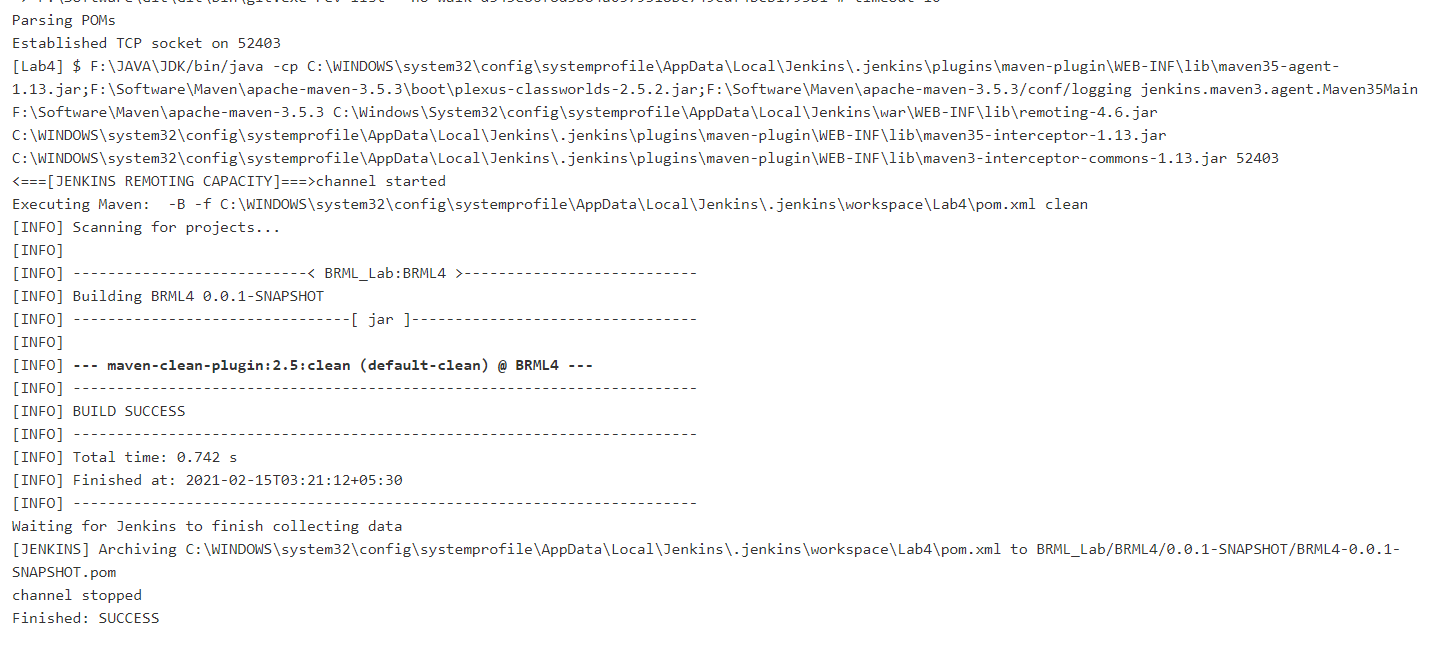 Parsing POMs
Established TCP socket on 52403
[Lab4] $ F:\JAVA\JDK/bin/java -cp C:\WINDOWS\system32\config\systemprofile\AppData\Local\Jenkins\.jenkins\plugins\maven-plugin\WEB-INF\lib\maven35-agent-
1.13.jar;F:\Software\Maven\apache-maven-3.5.3\boot\plexus-classworlds-2.5.2.jar;F:\Software\Maven\apache-maven-3.5.3/conf/logging jenkins.maven3.agent.Maven35Main
F:\Software\Maven\apache-maven-3.5.3 C:\Windows\System32\config\systemprofile\AppData\Local\Jenkins\war\WEB-INF\lib\remoting-4.6.jar
C:\WINDOWS\system32\config\systemprofile\AppData\Local\Jenkins\.jenkins\plugins\maven-plugin\WEB-INF\lib\maven35-interceptor-1.13.jar
C:\WINDOWS\system32\config\systemprofile\AppData\Local\Jenkins\.jenkins\plugins\maven-plugin\WEB-INF\lib\maven3-interceptor-commons-1.13.jar 52403
<===[JENKINS REMOTING CAPACITY]===>channel started
Executing Maven:  -B -f C:\WINDOWS\system32\config\systemprofile\AppData\Local\Jenkins\.jenkins\workspace\Lab4\pom.xml clean
[INFO] Scanning for projects...
[INFO]
[INFO] ---------------------------< BRML_Lab:BRML4 >---------------------------
[INFO] Building BRML4 0.0.1-SNAPSHOT
[INFO] --------------------------------[ jar ]---------------------------------
[INFO]
[INFO] --- maven-clean-plugin:2.5:clean (default-clean) @ BRML4 ---
[INFO] ------------------------------------------------------------------------
[INFO] BUILD SUCCESS
[INFO] ------------------------------------------------------------------------
[INFO] Total time: 0.742 s
[INFO] Finished at: 2021-02-15T03:21:12+05:30
[INFO] ------------------------------------------------------------------------
Waiting for Jenkins to finish collecting data
[JENKINS] Archiving C:\WINDOWS\system32\config\systemprofile\AppData\Local\Jenkins\.jenkins\workspace\Lab4\pom.xml to BRML_Lab/BRML4/0.0.1-SNAPSHOT/BRML4-0.0.1-
SNAPSHOT.pom
channel stopped
Finished: SUCCESS